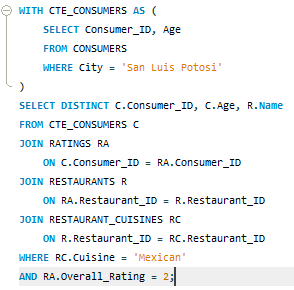 WITH CTE_CONSUMERS AS (
    SELECT Consumer_ID, Age
    FROM CONSUMERS
    WHERE City = 'San Luis Potosi'
)
SELECT DISTINCT C.Consumer_ID, C.Age, R.Name
FROM CTE_CONSUMERS C
JOIN RATINGS RA
    ON C.Consumer_ID = RA.Consumer_ID
JOIN RESTAURANTS R
    ON RA.Restaurant_ID = R.Restaurant_ID
JOIN RESTAURANT_CUISINES RC
    ON R.Restaurant_ID = RC.Restaurant_ID
WHERE RC.Cuisine = 'Mexican'
AND RA.Overall_Rating = 2;